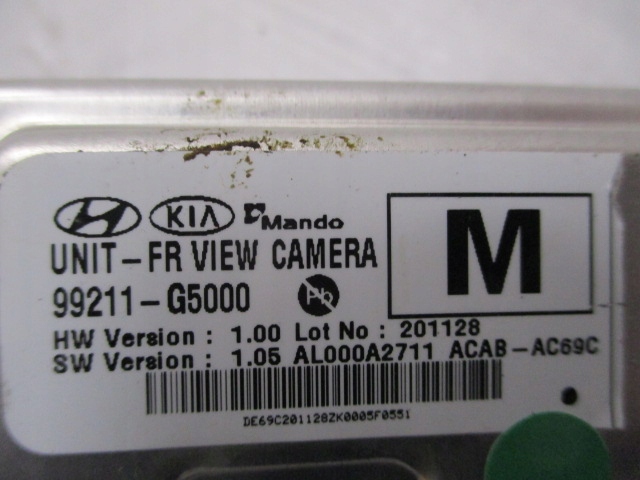 KIA Mando
M
UNIT-FR VIEW CAMERA
99211-G5000 Pb
HW Version : 1.00 Lot No : 201128
SW Version : 1.05 AL000A2711 ACAB-AC69C
DE69C201128ZK0005F0551